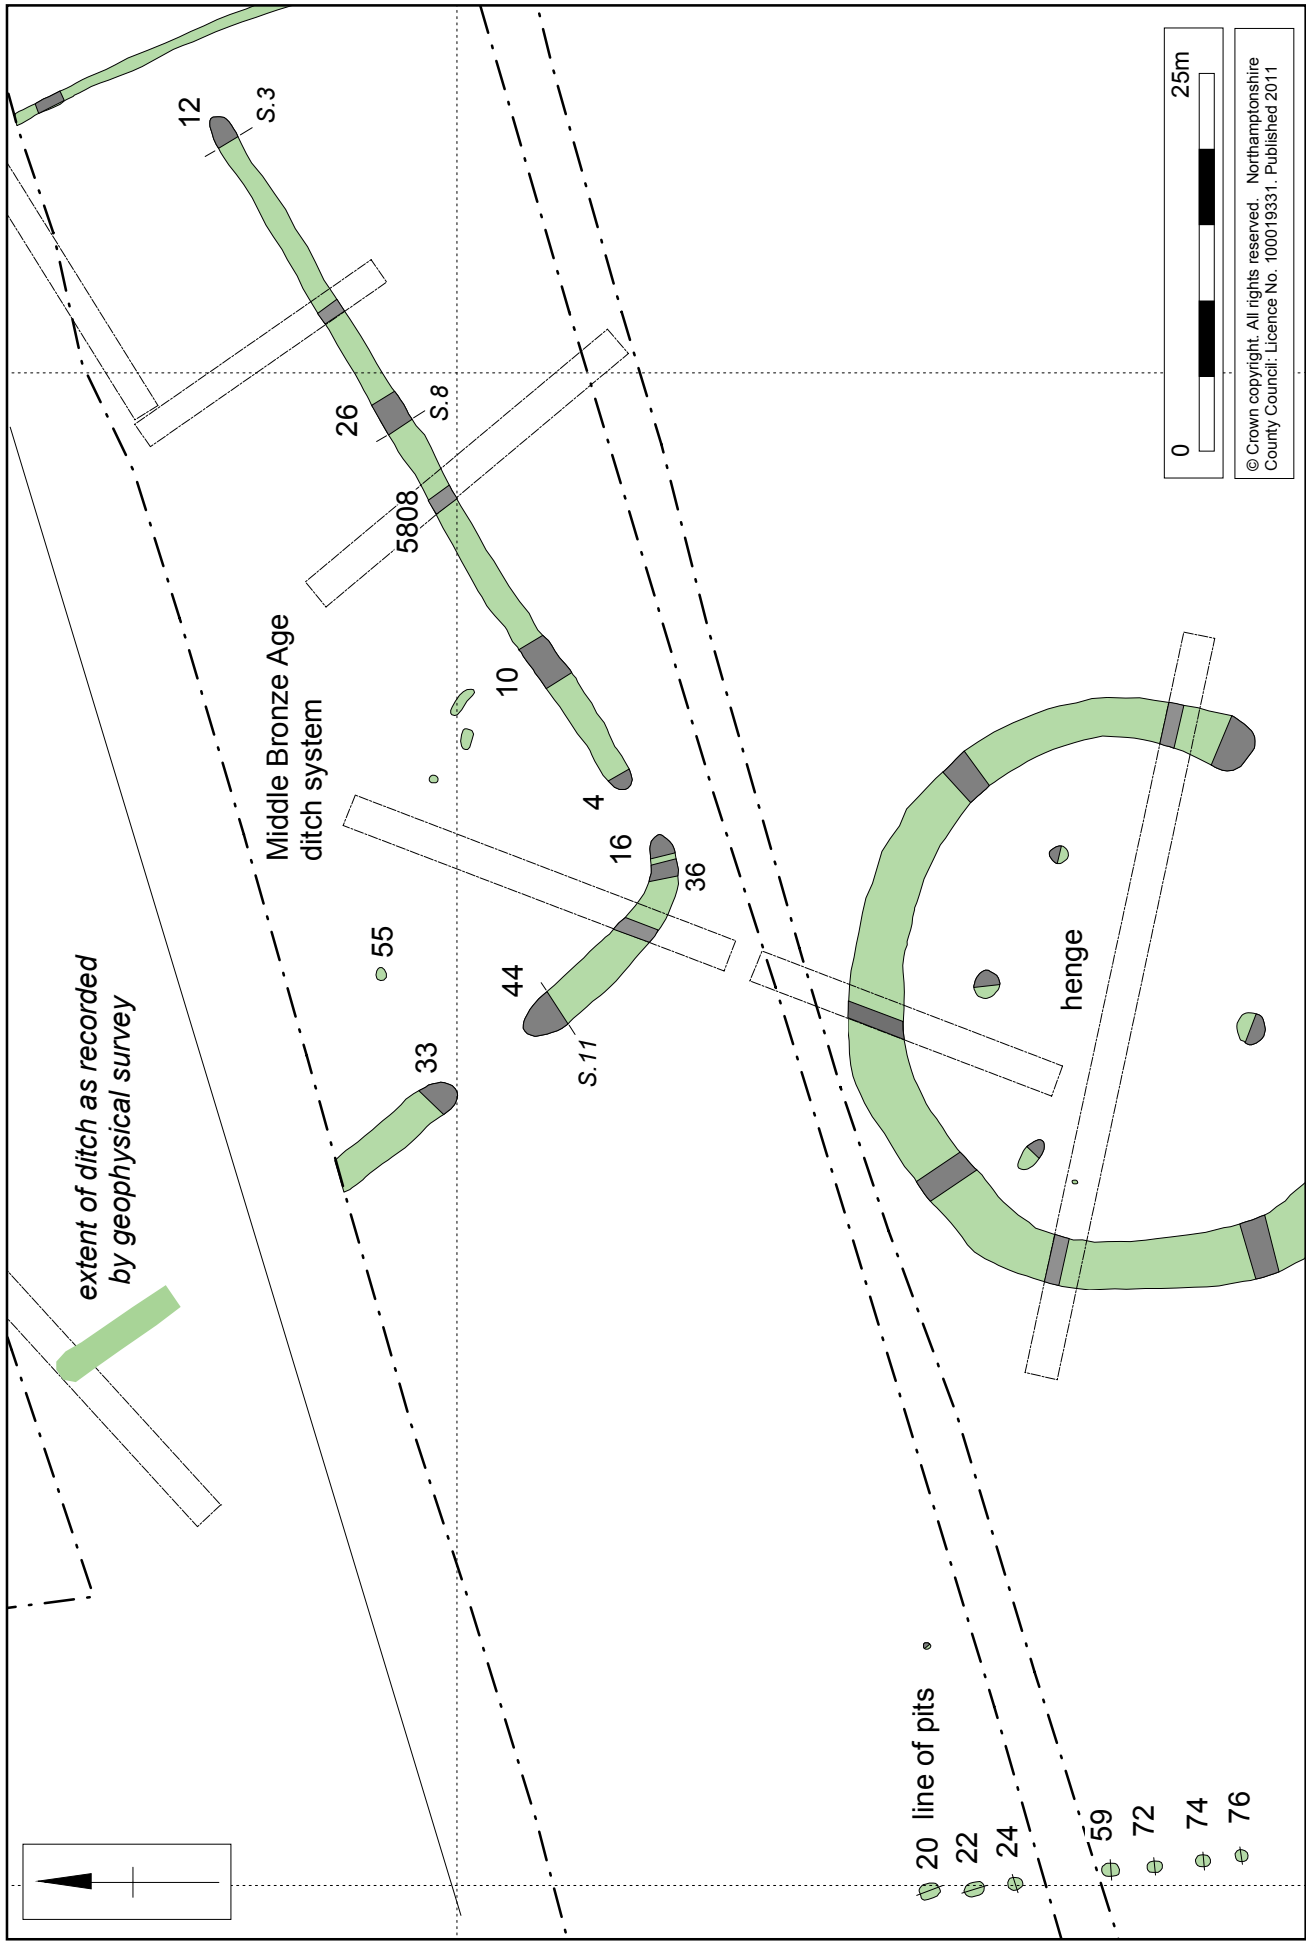 extent of ditch as recorded
by geophysical survey
Middle Bronze Age
ditch system
33
55
44
S.11
16
36
4
10
5808
26
S.8
12
S.3
henge
line of pits
20
22
24
59
72
74
76
0
25m
© Crown copyright. All rights reserved. Northamptonshire
County Council: Licence No. 100019331. Published 2011